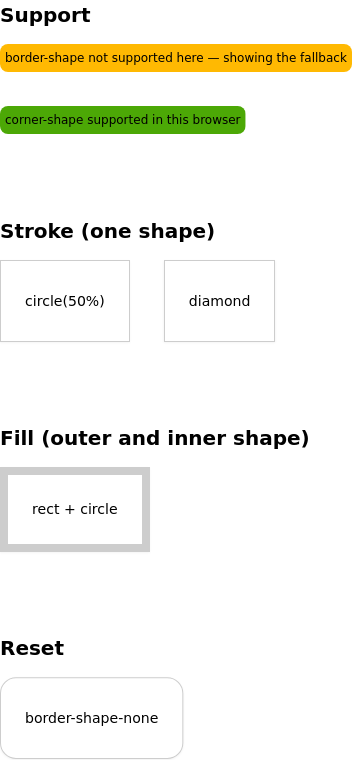 Support
border-shape not supported here — showing the fallback
corner-shape supported in this browser
Stroke (one shape)
circle(50%)
diamond
Fill (outer and inner shape)
rect + circle
Reset
border-shape-none